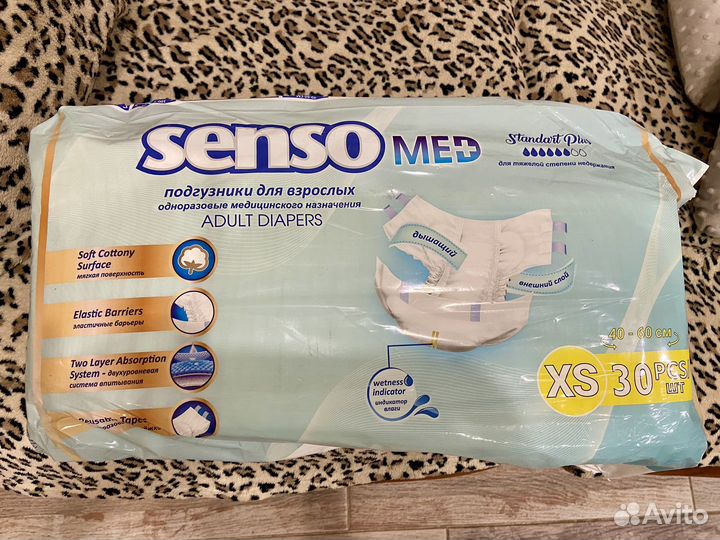 senso MED
Standart Plus
для тяжелой степени недержания
подгузники для взрослых
одноразовые медицинского назначения
ADULT DIAPERS
Soft Cottony
Surface
мягкая поверхность
Elastic Barriers
эластичные барьеры
Two Layer Absorption
System - двухуровневая
система впитывания
Reusable Tapes
дышащий
внешний слой
wetness
indicator
индикатор
влаги
40 - 60 см
XS 30 PCS
ШТ
Avito